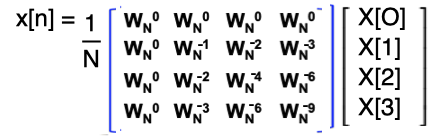 x[n] = 1/N [ W_N^0 W_N^0 W_N^0 W_N^0 ] [ X[O] ]
[ W_N^0 W_N^-1 W_N^-2 W_N^-3 ] [ X[1] ]
[ W_N^0 W_N^-2 W_N^-4 W_N^-6 ] [ X[2] ]
[ W_N^0 W_N^-3 W_N^-6 W_N^-9 ] [ X[3] ]